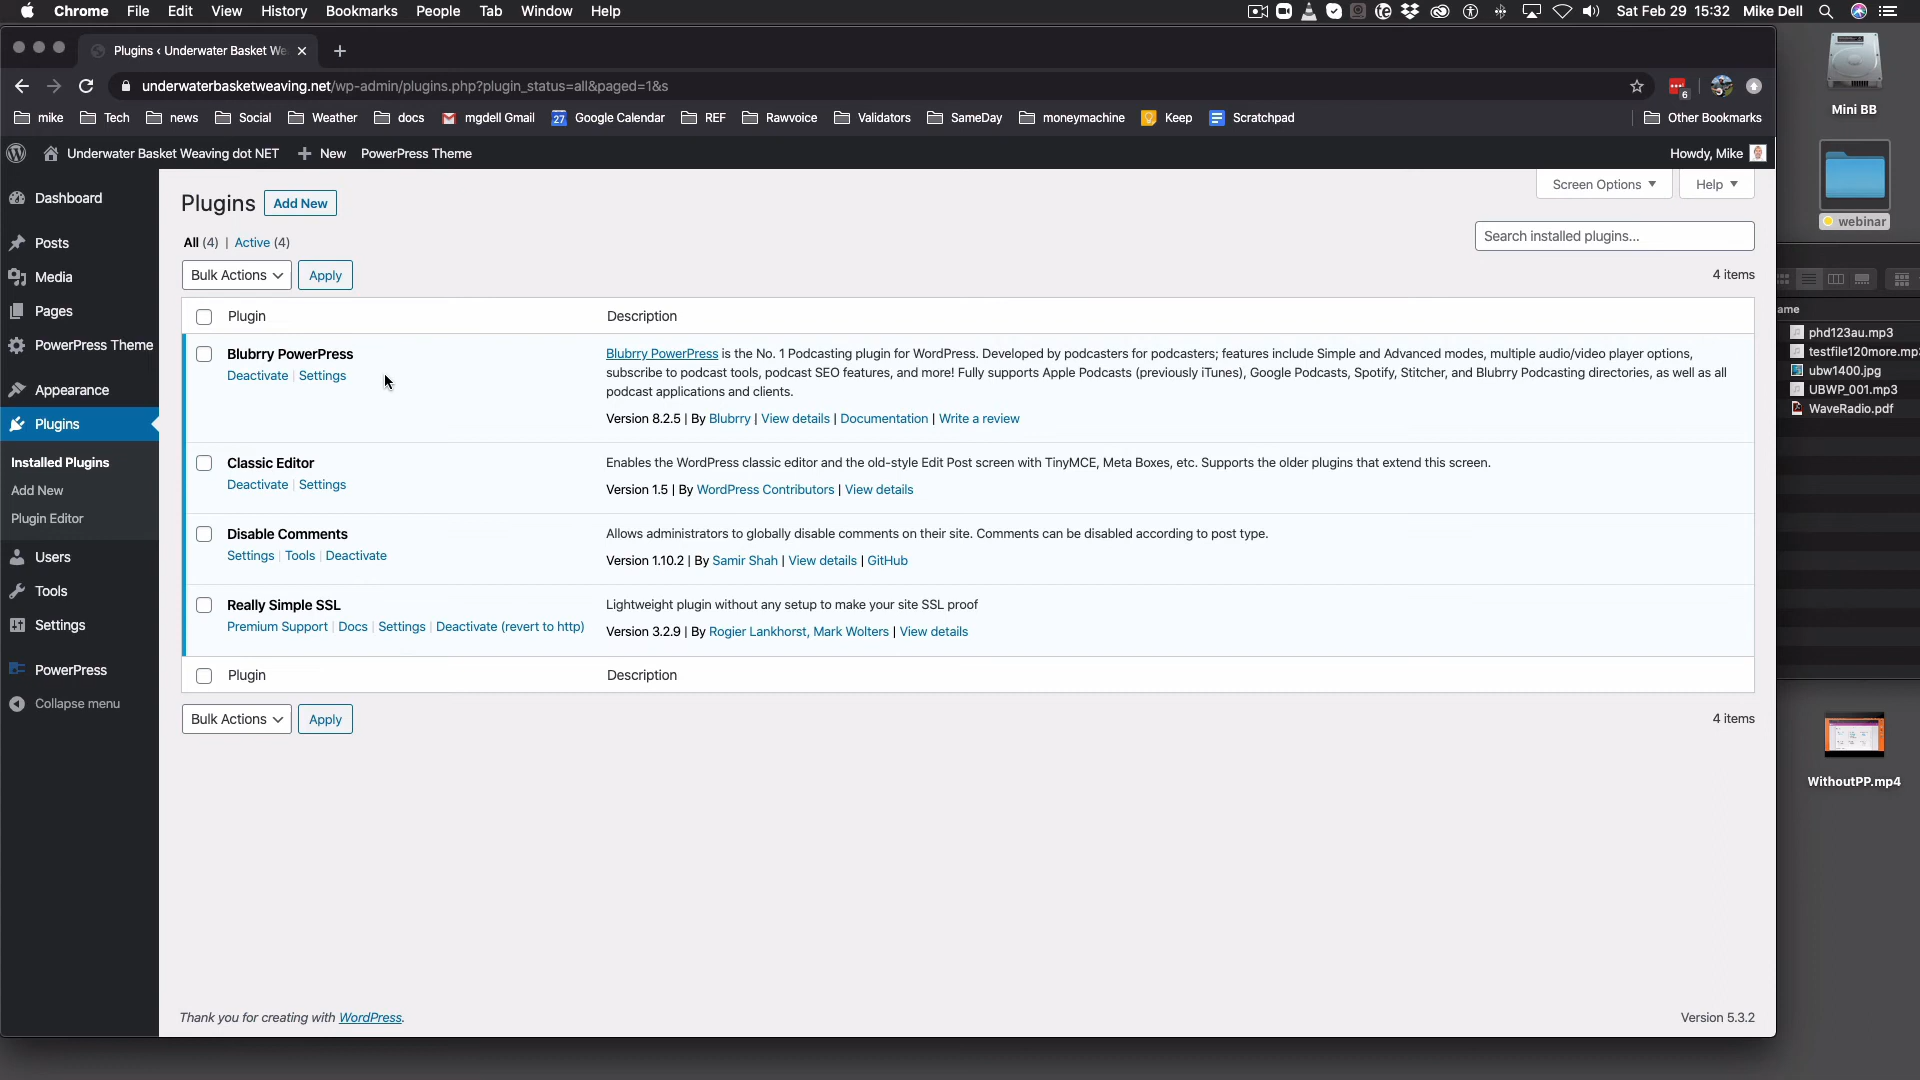 Chrome File Edit View History Bookmarks People Tab Window Help Sat Feb 29 15:32 Mike Dell
Plugins ‹ Underwater Basket We
underwaterbasketweaving.net/wp-admin/plugins.php?plugin_status=all&paged=1&s
6
mike Tech news Social Weather docs mgdell Gmail 27 Google Calendar REF Rawvoice Validators SameDay moneymachine Keep Scratchpad Other Bookmarks
Underwater Basket Weaving dot NET New PowerPress Theme Howdy, Mike
Dashboard
Posts
Media
Pages
PowerPress Theme
Appearance
Plugins
Installed Plugins
Add New
Plugin Editor
Users
Tools
Settings
PowerPress
Collapse menu
Screen Options Help
Plugins Add New
All (4) | Active (4)
Search installed plugins...
Bulk Actions Apply
4 items
Plugin Description
Blubrry PowerPress
Deactivate | Settings
Blubrry PowerPress is the No. 1 Podcasting plugin for WordPress. Developed by podcasters for podcasters; features include Simple and Advanced modes, multiple audio/video player options,
subscribe to podcast tools, podcast SEO features, and more! Fully supports Apple Podcasts (previously iTunes), Google Podcasts, Spotify, Stitcher, and Blubrry Podcasting directories, as well as all
podcast applications and clients.
Version 8.2.5 | By Blubrry | View details | Documentation | Write a review
Classic Editor
Deactivate | Settings
Enables the WordPress classic editor and the old-style Edit Post screen with TinyMCE, Meta Boxes, etc. Supports the older plugins that extend this screen.
Version 1.5 | By WordPress Contributors | View details
Disable Comments
Settings | Tools | Deactivate
Allows administrators to globally disable comments on their site. Comments can be disabled according to post type.
Version 1.10.2 | By Samir Shah | View details | GitHub
Really Simple SSL
Premium Support | Docs | Settings | Deactivate (revert to http)
Lightweight plugin without any setup to make your site SSL proof
Version 3.2.9 | By Rogier Lankhorst, Mark Wolters | View details
Plugin Description
Bulk Actions Apply
4 items
Thank you for creating with WordPress.
Version 5.3.2
Mini BB
webinar
ame
phd123au.mp3
testfile120more.mp3
ubw1400.jpg
UBWP_001.mp3
WaveRadio.pdf
WithoutPP.mp4